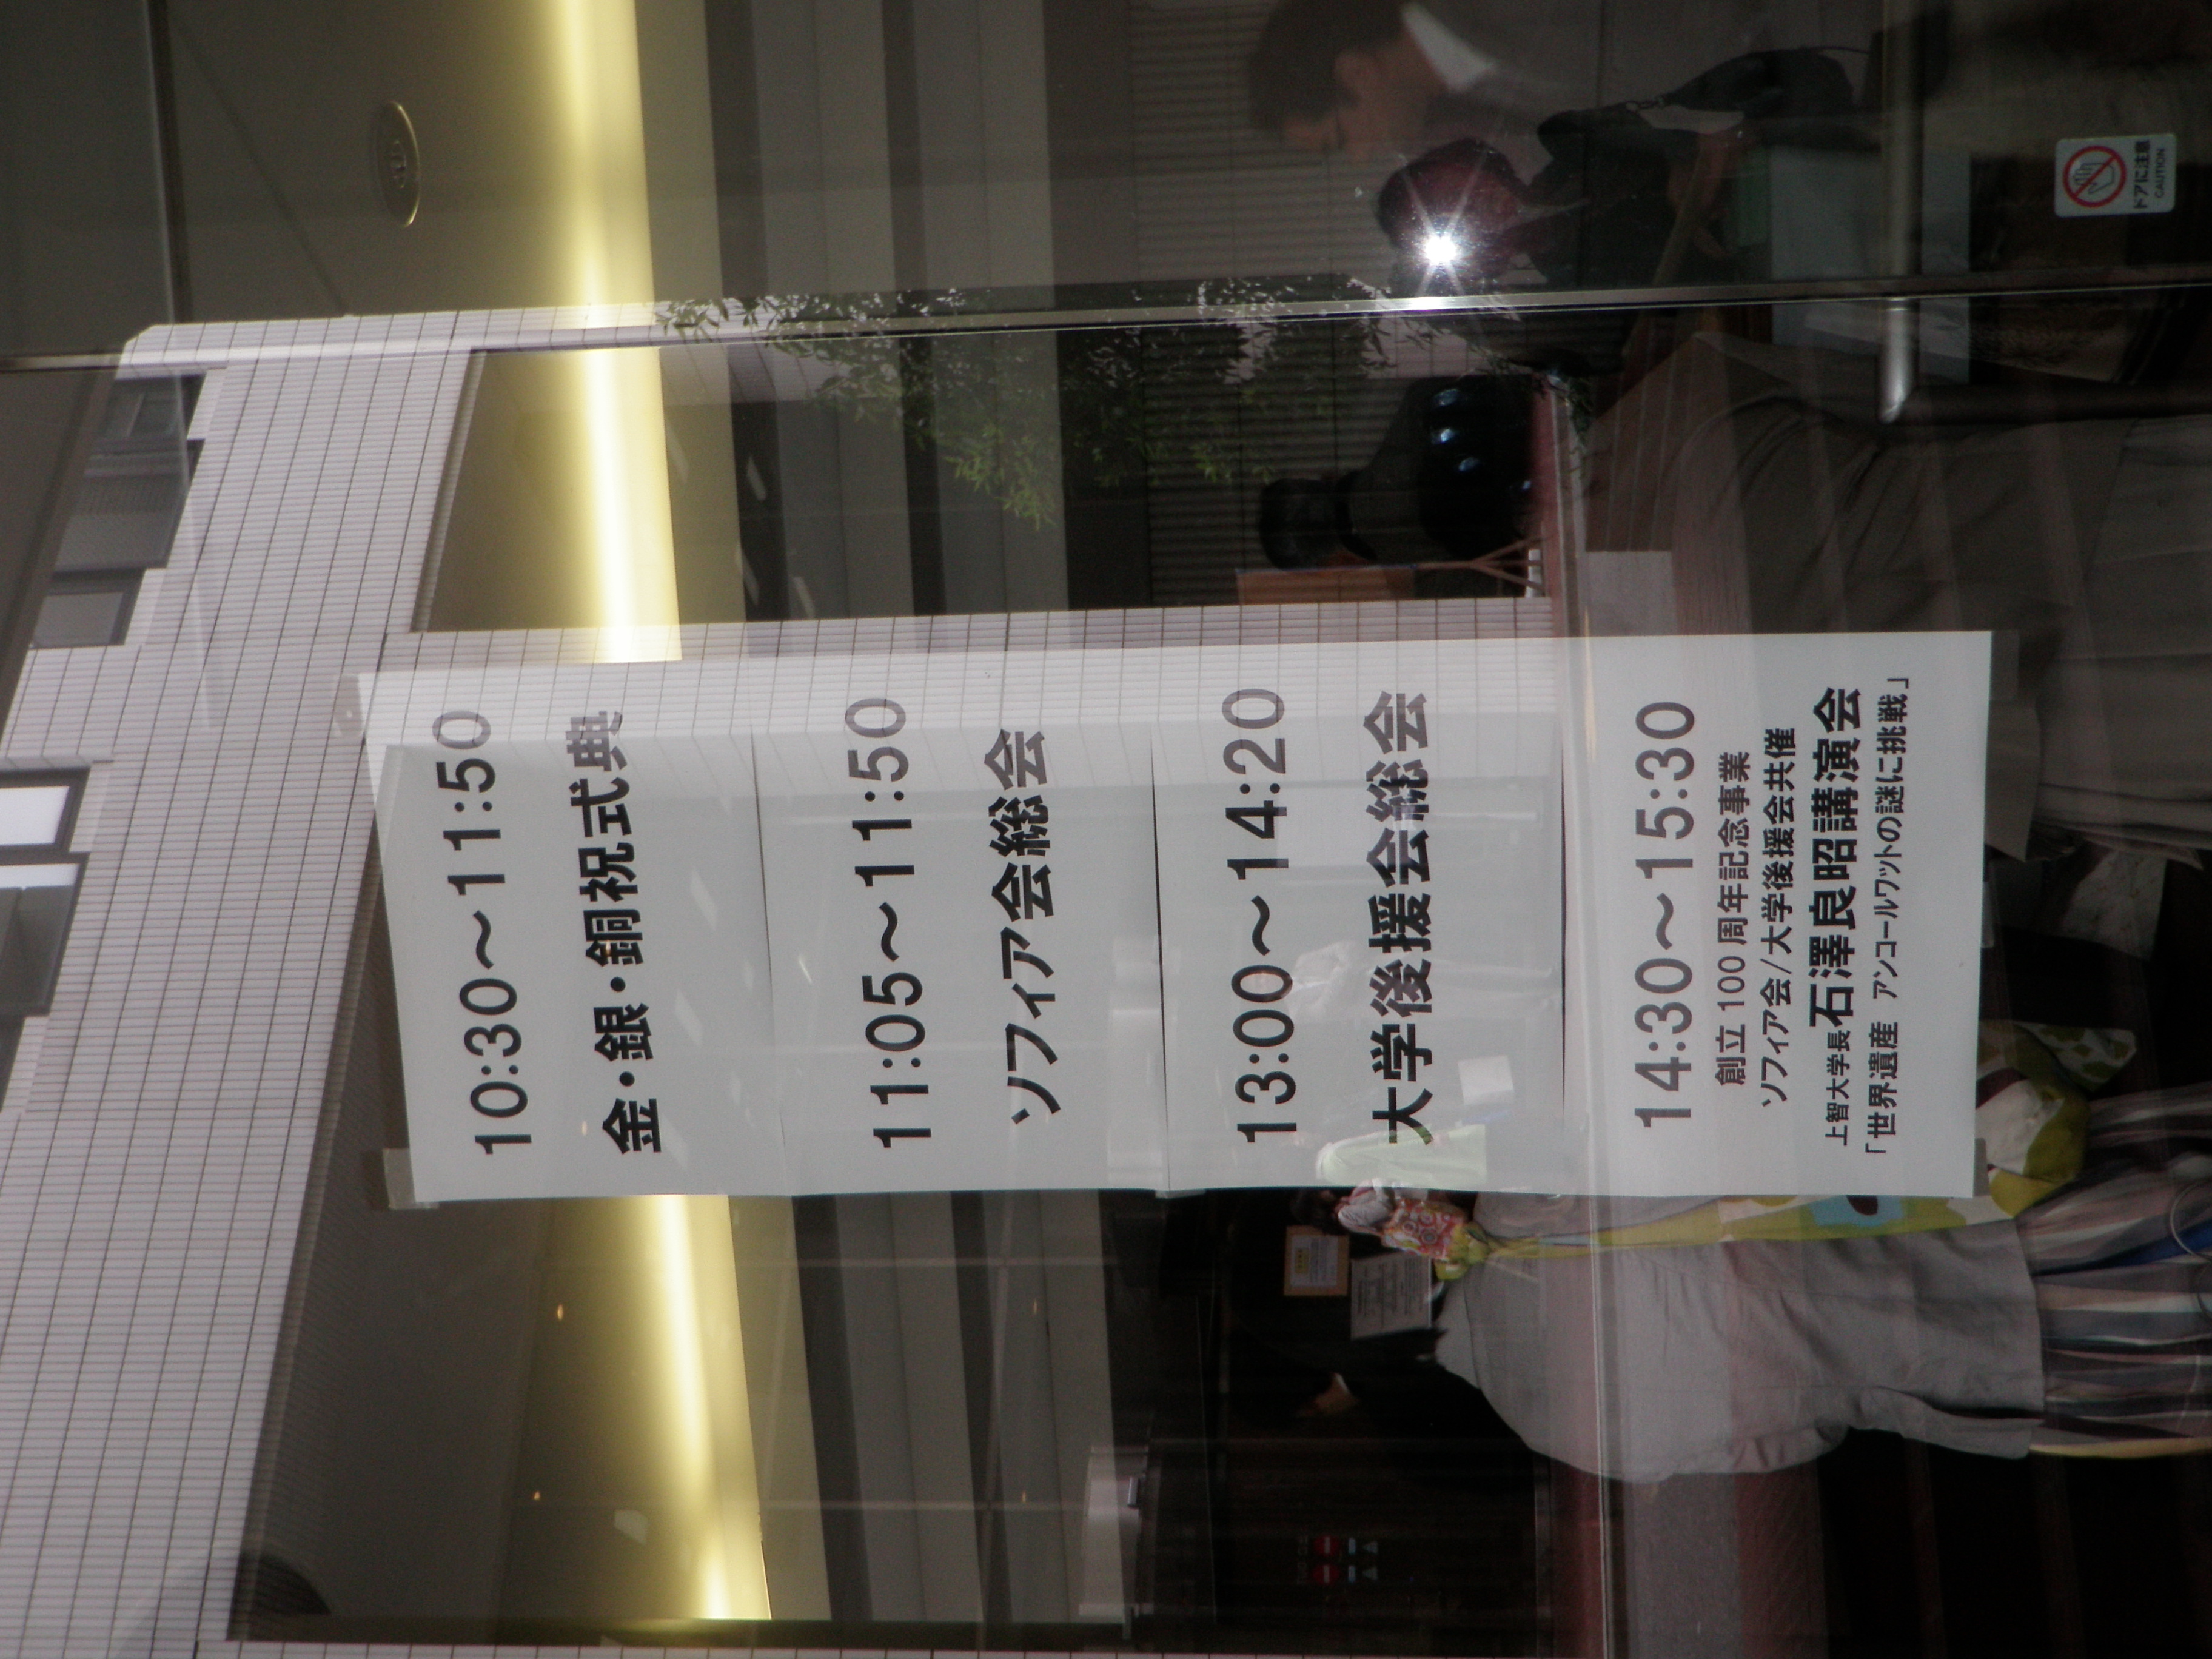 10:30～11:50
金・銀・銅祝式典
11:05～11:50
ソフィア会総会
13:00～14:20
大学後援会総会
14:30～15:30
創立100周年記念事業
ソフィア会/大学後援会共催
上智大学長石澤良昭講演会
「世界遺産 アンコールワットの謎に挑戦」
ドアに注意
CAUTION